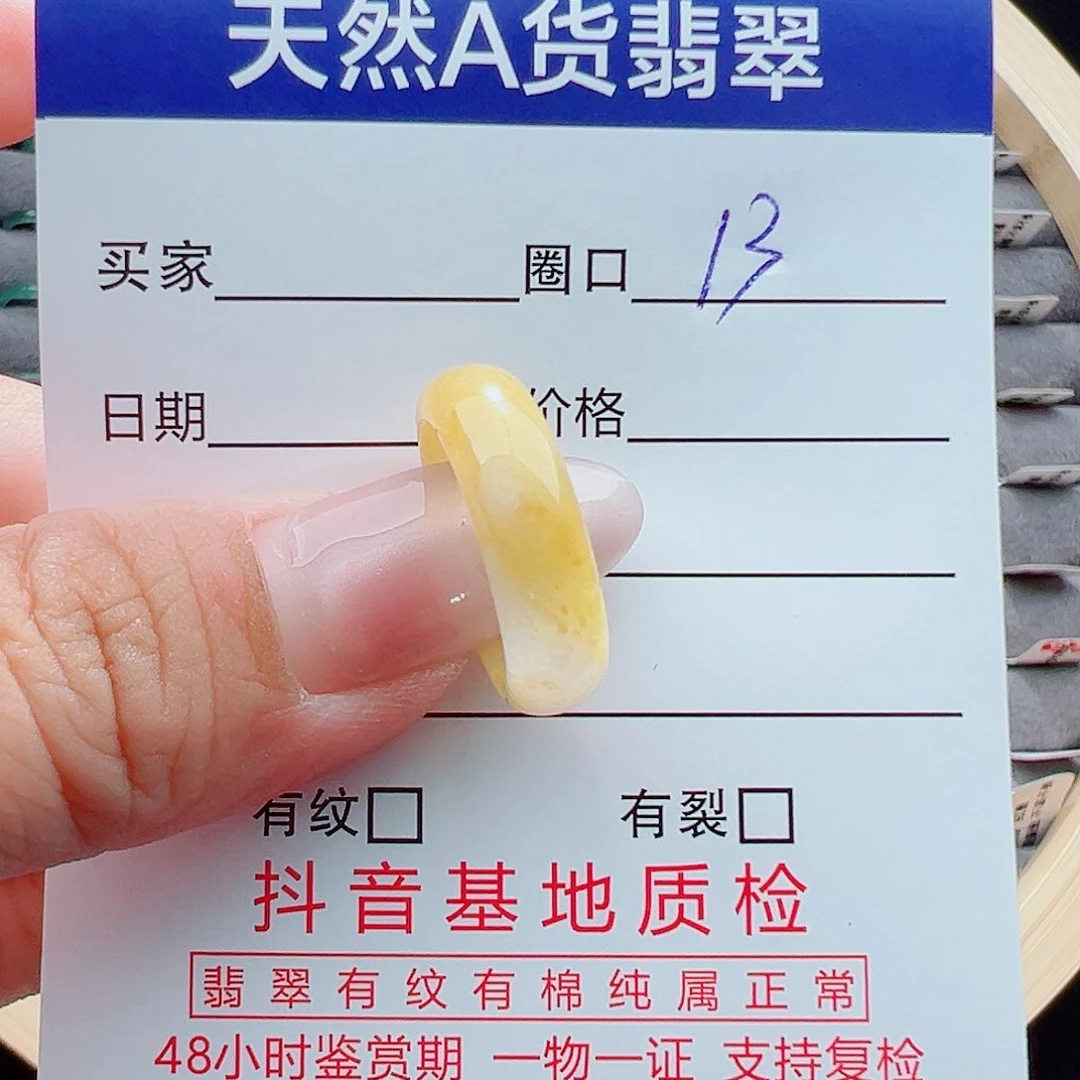 天然A货翡翠
买家 圈口 13
日期 价格
有纹□ 有裂□
抖音基地质检
翡翠有纹有棉纯属正常
48小时鉴赏期 一物一证 支持复检